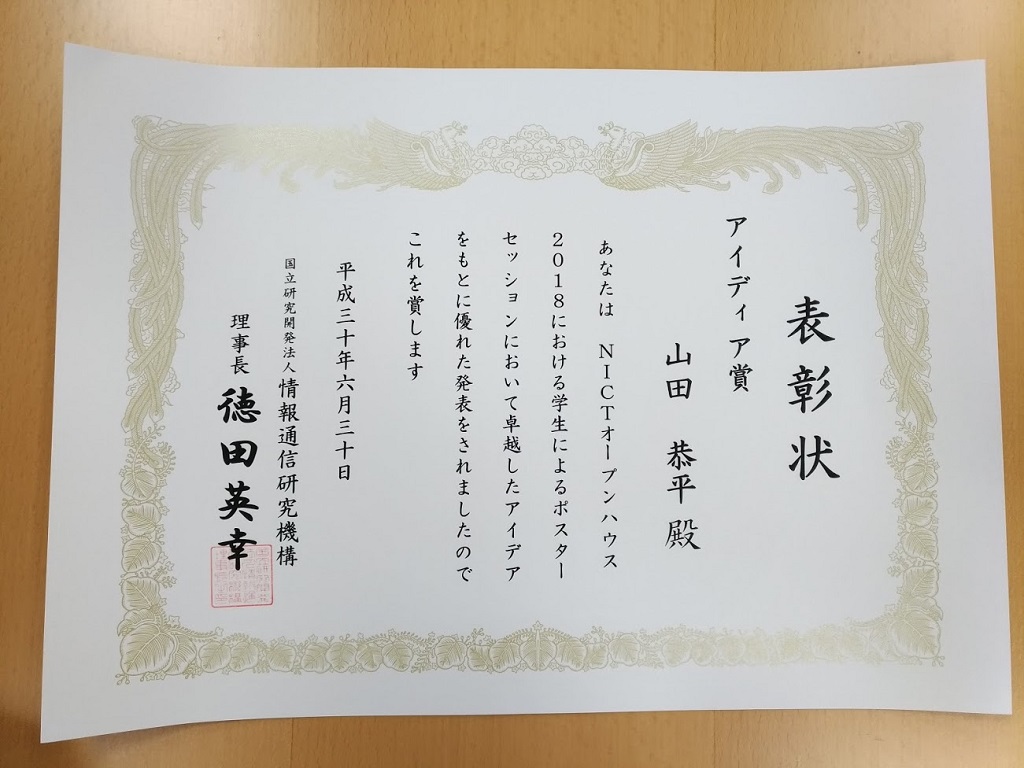 表彰状
アイディア賞
山田 恭平 殿
あなたは NICTオープンハウス
2018における学生によるポスター
セッションにおいて卓越したアイデア
をもとに優れた発表をされましたので
これを賞します
平成三十年六月三十日
国立研究開発法人 情報通信研究機構
理事長 徳田英幸